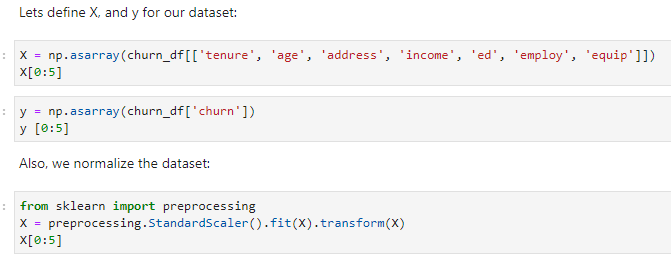 Lets define X, and y for our dataset:
: X = np.asarray(churn_df[['tenure', 'age', 'address', 'income', 'ed', 'employ', 'equip']])
X[0:5]
: y = np.asarray(churn_df['churn'])
y [0:5]
Also, we normalize the dataset:
: from sklearn import preprocessing
X = preprocessing.StandardScaler().fit(X).transform(X)
X[0:5]